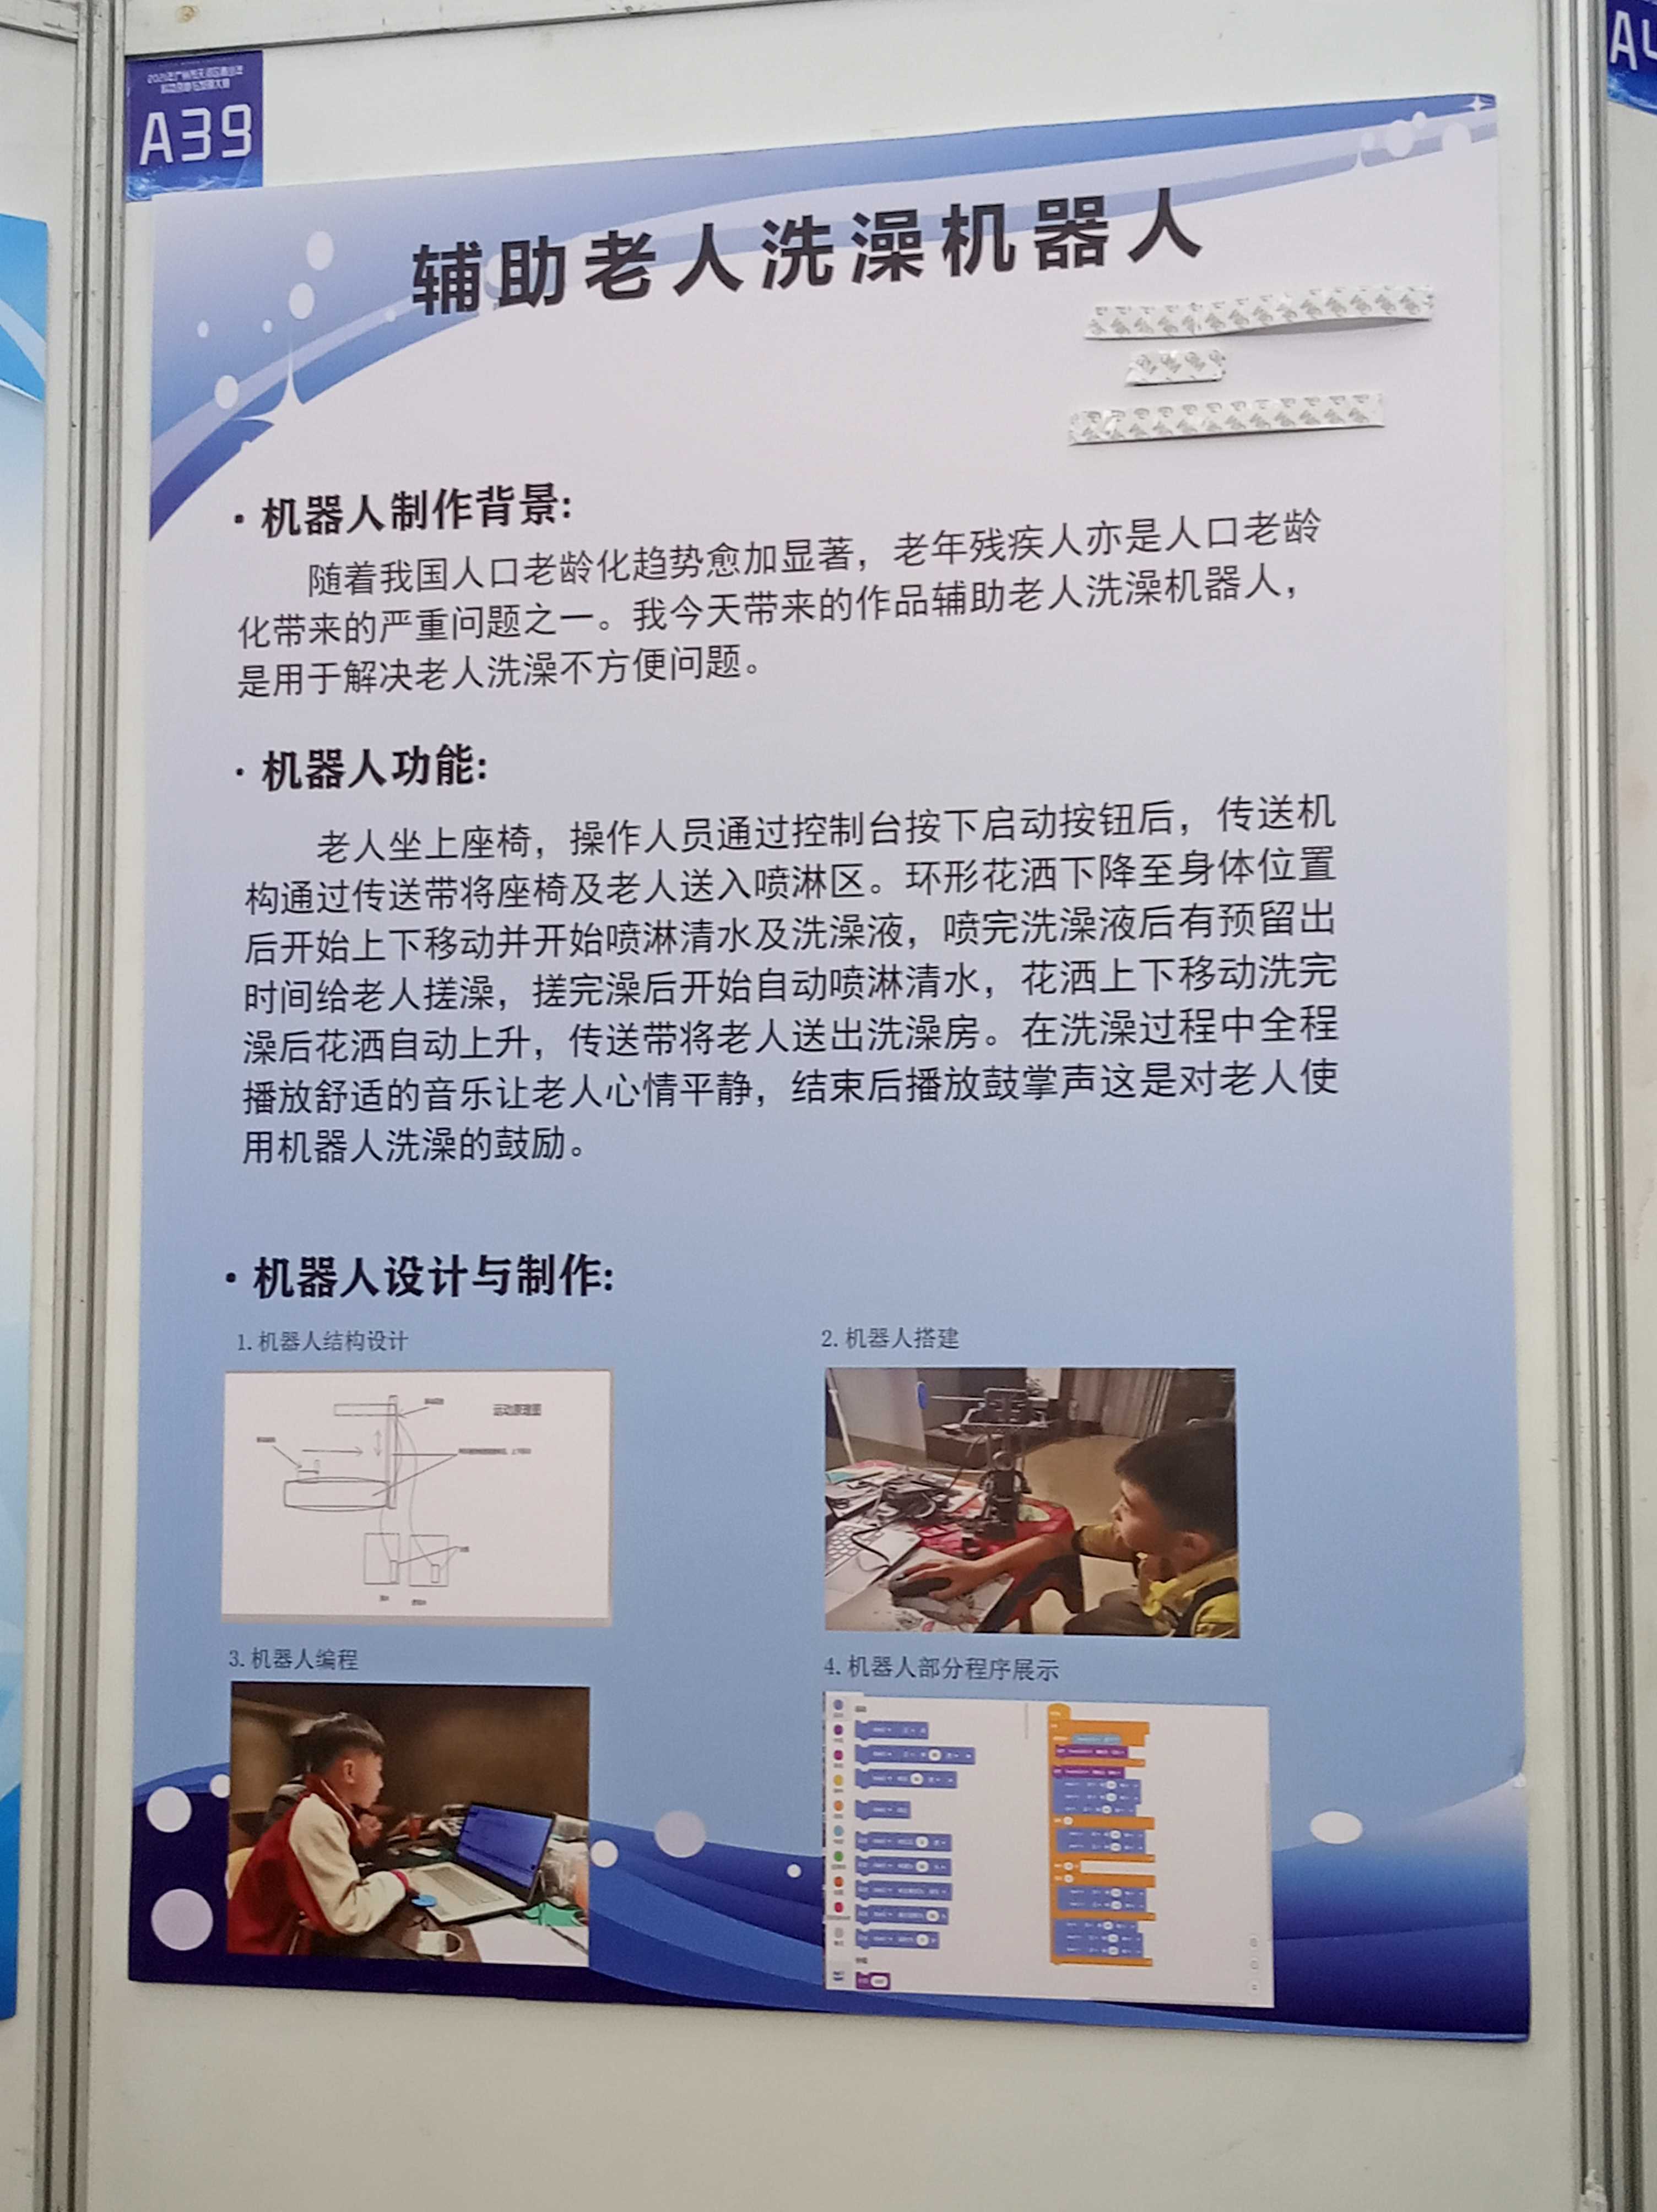 A39
辅助老人洗澡机器人
· 机器人制作背景:
随着我国人口老龄化趋势愈加显著，老年残疾人亦是人口老龄
化带来的严重问题之一。我今天带来的作品辅助老人洗澡机器人，
是用于解决老人洗澡不方便问题。
· 机器人功能:
老人坐上座椅，操作人员通过控制台按下启动按钮后，传送机
构通过传送带将座椅及老人送入喷淋区。环形花洒下降至身体位置
后开始上下移动并开始喷淋清水及洗澡液，喷完洗澡液后有预留出
时间给老人搓澡，搓完澡后开始自动喷淋清水，花洒上下移动洗完
澡后花洒自动上升，传送带将老人送出洗澡房。在洗澡过程中全程
播放舒适的音乐让老人心情平静，结束后播放鼓掌声这是对老人使
用机器人洗澡的鼓励。
· 机器人设计与制作:
1.机器人结构设计
2.机器人搭建
运动原理图
3.机器人编程
4.机器人部分程序展示